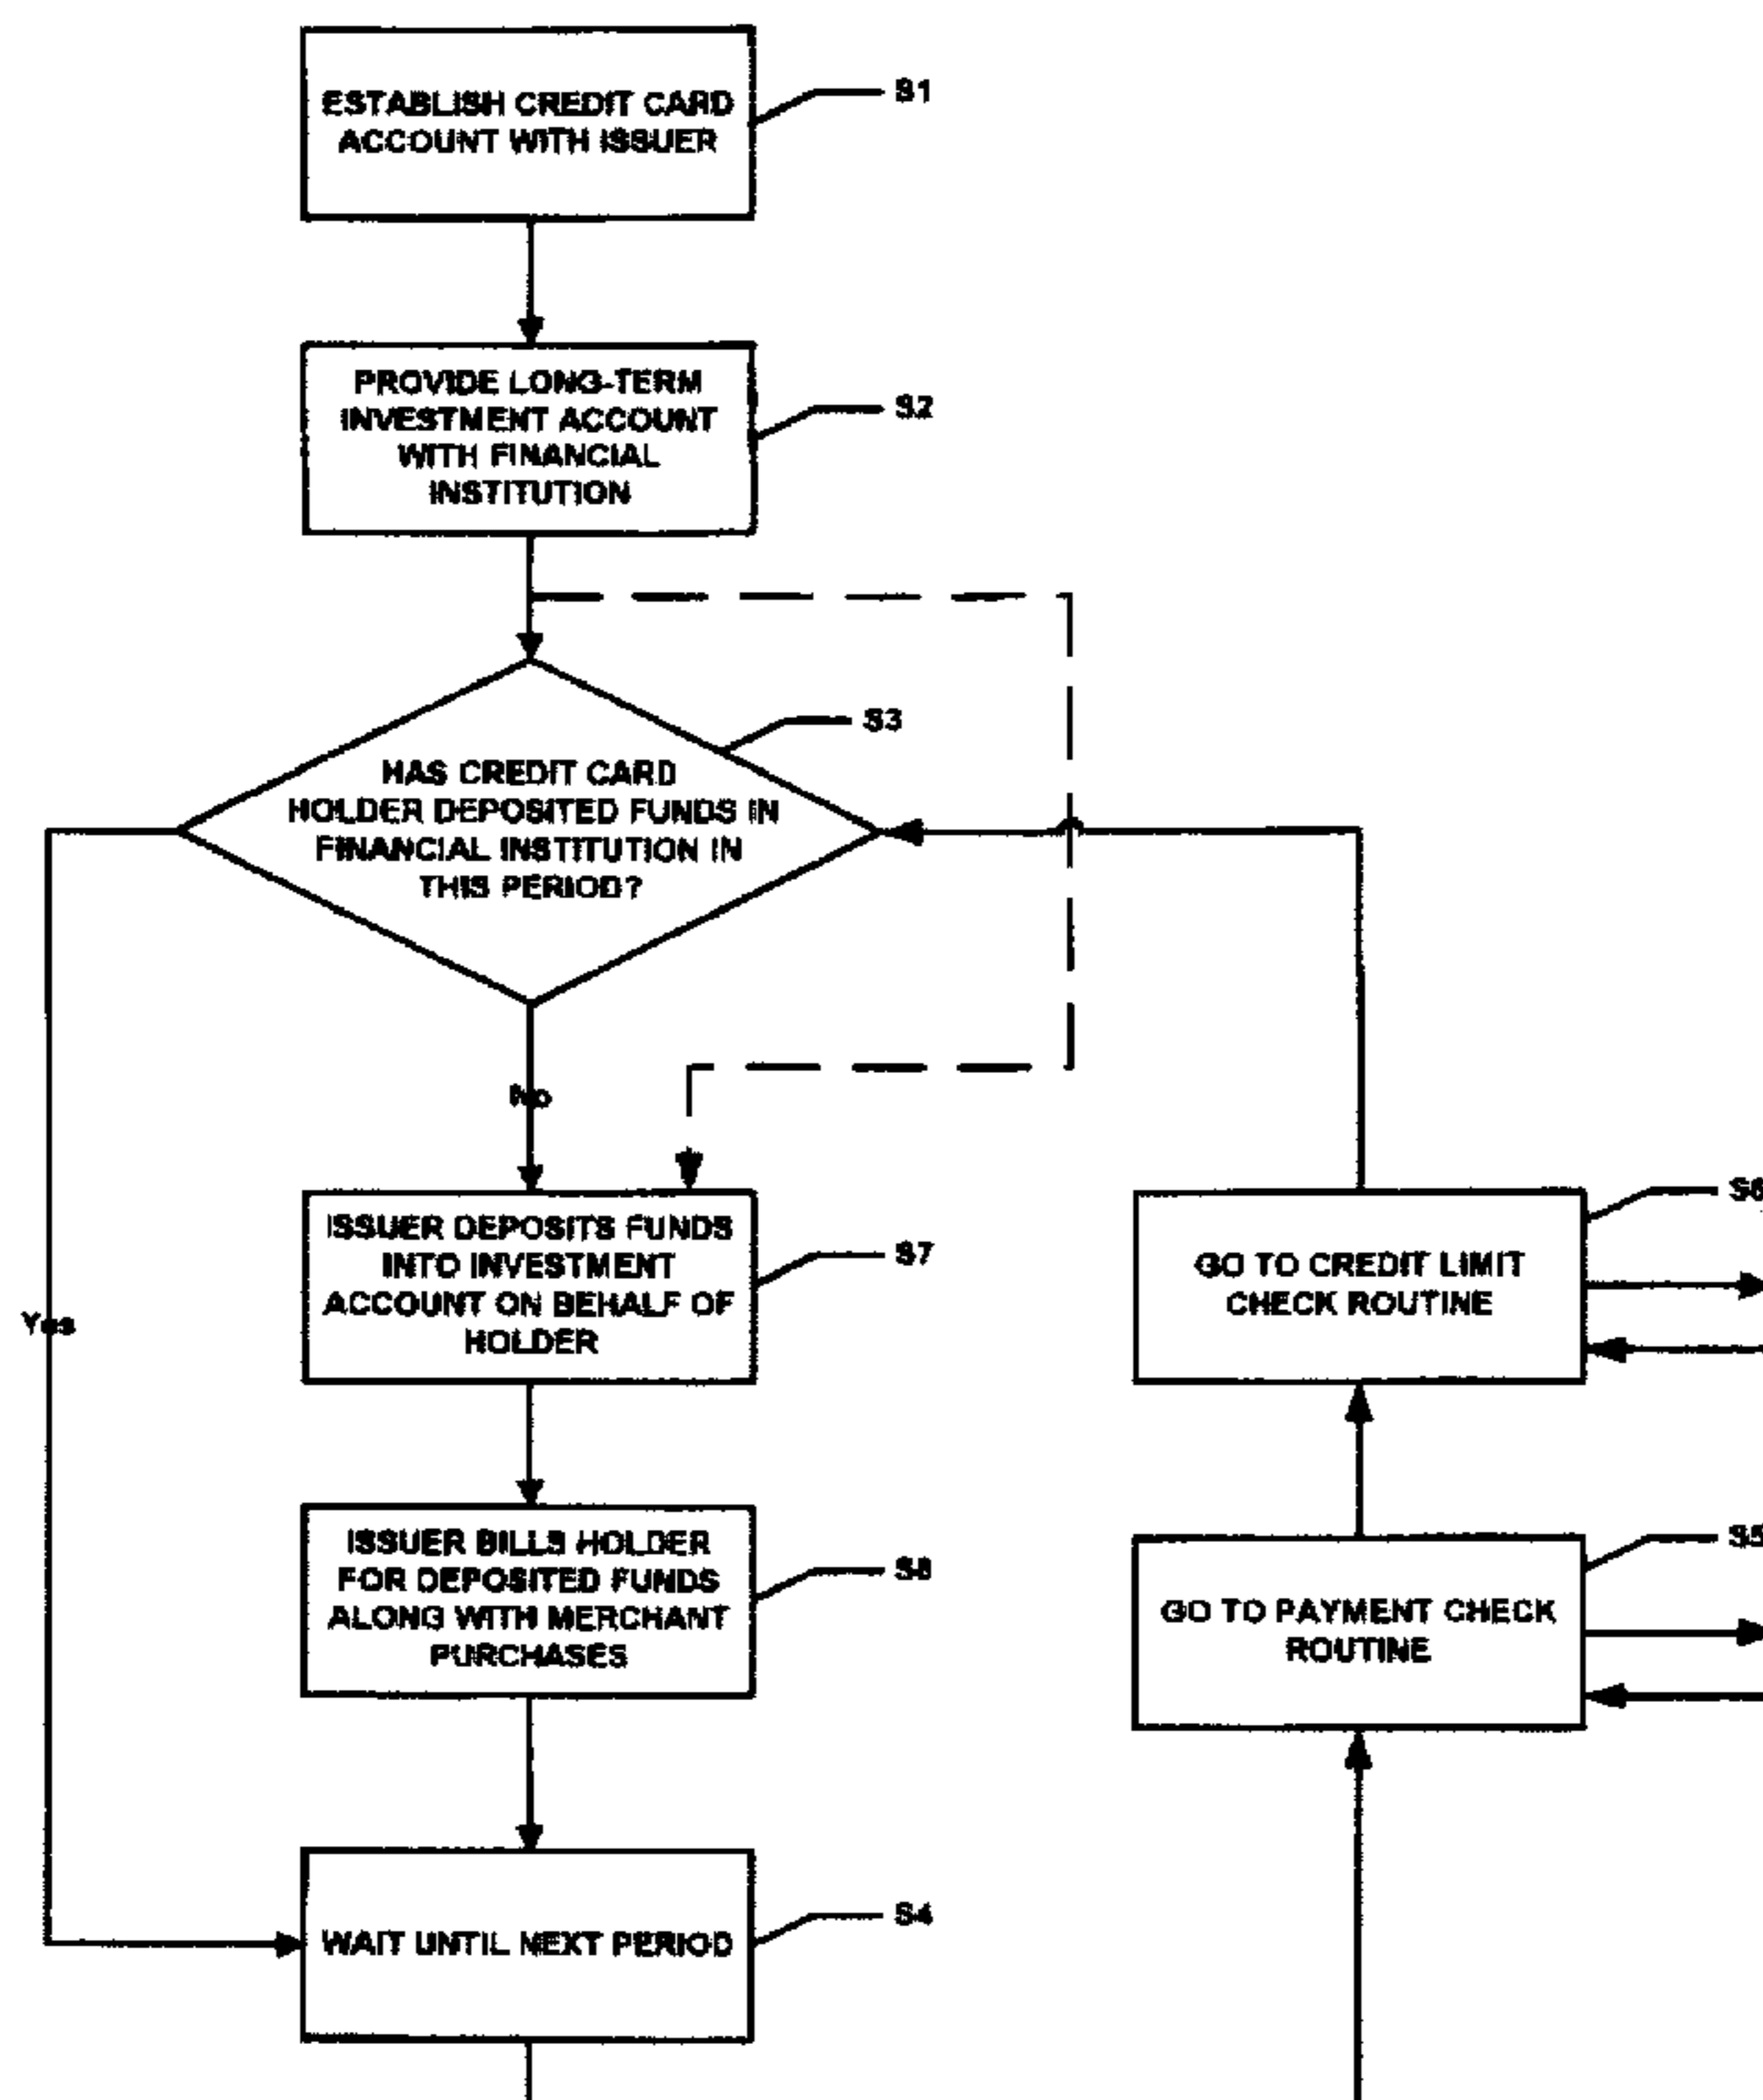 ESTABLISH CREDIT CARD
ACCOUNT WITH ISSUER
S1
PROVIDE LONG-TERM
INVESTMENT ACCOUNT
WITH FINANCIAL
INSTITUTION
S2
HAS CREDIT CARD
HOLDER DEPOSITED FUNDS IN
FINANCIAL INSTITUTION IN
THIS PERIOD?
S3
No
Yes
ISSUER DEPOSITS FUNDS
INTO INVESTMENT
ACCOUNT ON BEHALF OF
HOLDER
S7
GO TO CREDIT LIMIT
CHECK ROUTINE
S6
ISSUER BILLS HOLDER
FOR DEPOSITED FUNDS
ALONG WITH MERCHANT
PURCHASES
S8
GO TO PAYMENT CHECK
ROUTINE
S5
WAIT UNTIL NEXT PERIOD
S4